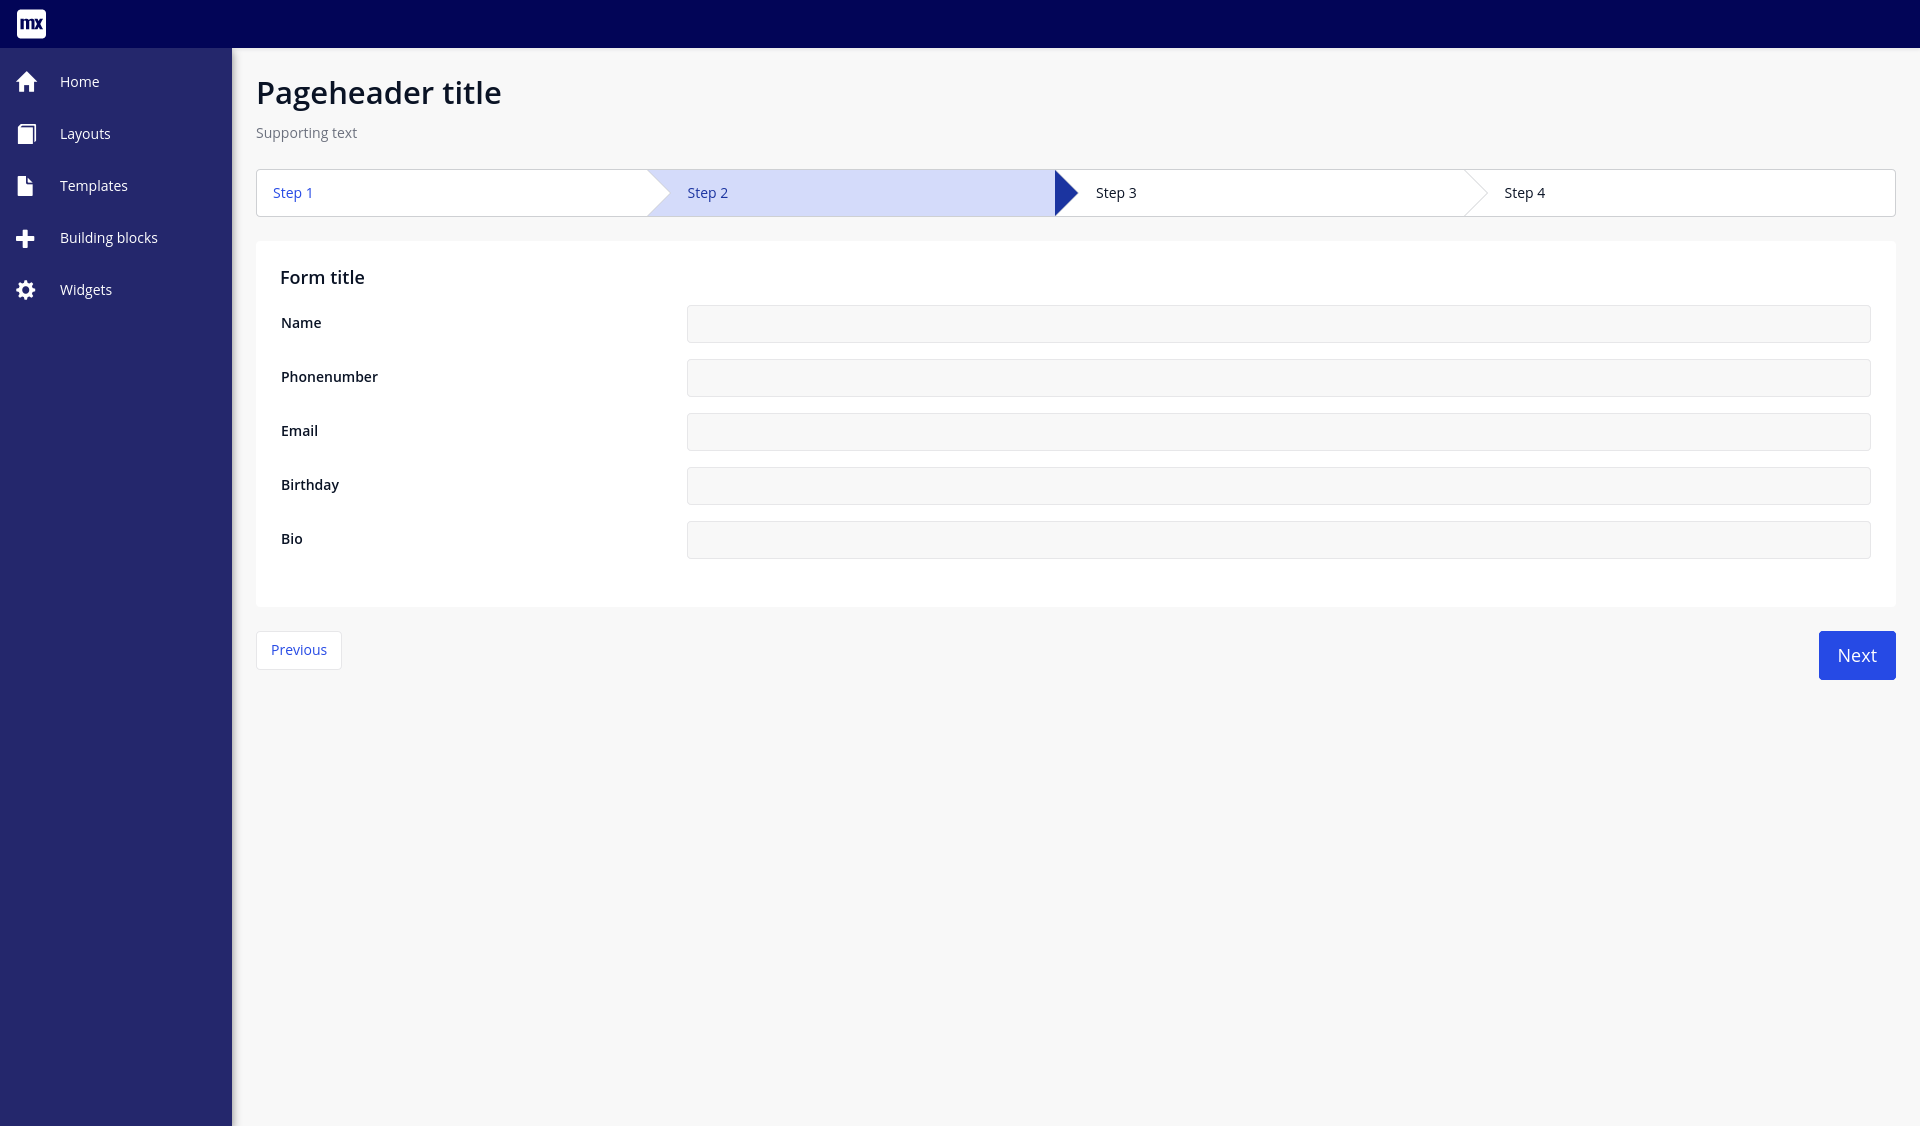 mx
Home
Layouts
Templates
Building blocks
Widgets
Pageheader title
Supporting text
Step 1
Step 2
Step 3
Step 4
Form title
Name
Phonenumber
Email
Birthday
Bio
Previous
Next